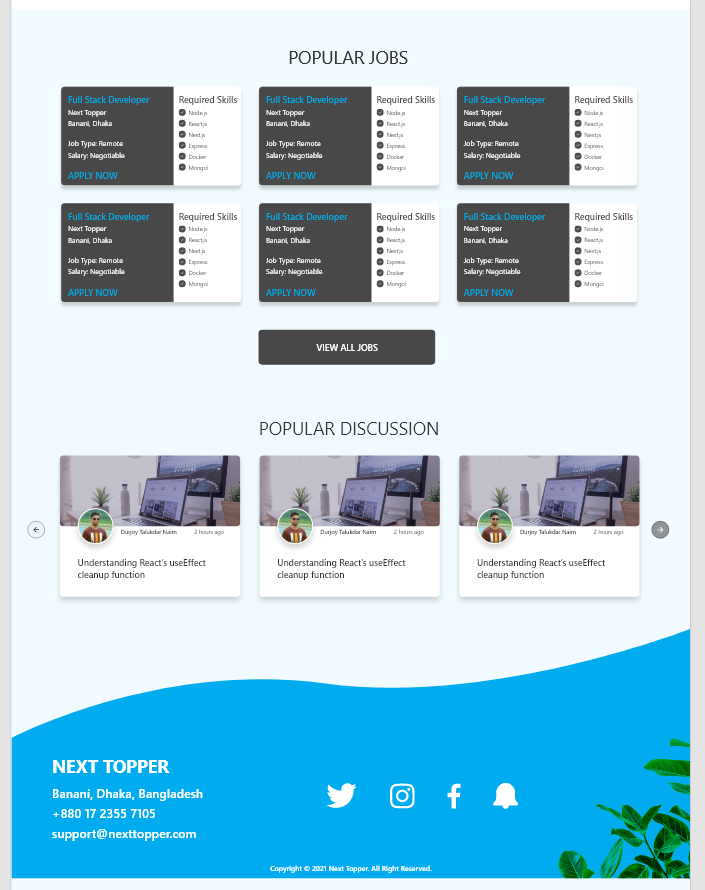 POPULAR JOBS
Full Stack Developer
Next Topper
Banani, Dhaka
Job Type: Remote
Salary: Negotiable
APPLY NOW
Required Skills
Node.js
React.js
Nest.js
Express
Docker
Mongo
Full Stack Developer
Next Topper
Banani, Dhaka
Job Type: Remote
Salary: Negotiable
APPLY NOW
Required Skills
Node.js
React.js
Nest.js
Express
Docker
Mongo
Full Stack Developer
Next Topper
Banani, Dhaka
Job Type: Remote
Salary: Negotiable
APPLY NOW
Required Skills
Node.js
React.js
Nest.js
Express
Docker
Mongo
Full Stack Developer
Next Topper
Banani, Dhaka
Job Type: Remote
Salary: Negotiable
APPLY NOW
Required Skills
Node.js
React.js
Nest.js
Express
Docker
Mongo
Full Stack Developer
Next Topper
Banani, Dhaka
Job Type: Remote
Salary: Negotiable
APPLY NOW
Required Skills
Node.js
React.js
Nest.js
Express
Docker
Mongo
Full Stack Developer
Next Topper
Banani, Dhaka
Job Type: Remote
Salary: Negotiable
APPLY NOW
Required Skills
Node.js
React.js
Nest.js
Express
Docker
Mongo
VIEW ALL JOBS
POPULAR DISCUSSION
Durjoy Talukdar Naim 2 hours ago
Understanding React's useEffect
cleanup function
Durjoy Talukdar Naim 2 hours ago
Understanding React's useEffect
cleanup function
Durjoy Talukdar Naim 2 hours ago
Understanding React's useEffect
cleanup function
NEXT TOPPER
Banani, Dhaka, Bangladesh
+880 17 2355 7105
support@nexttopper.com
Copyright © 2021 Next Topper. All Right Reserved.